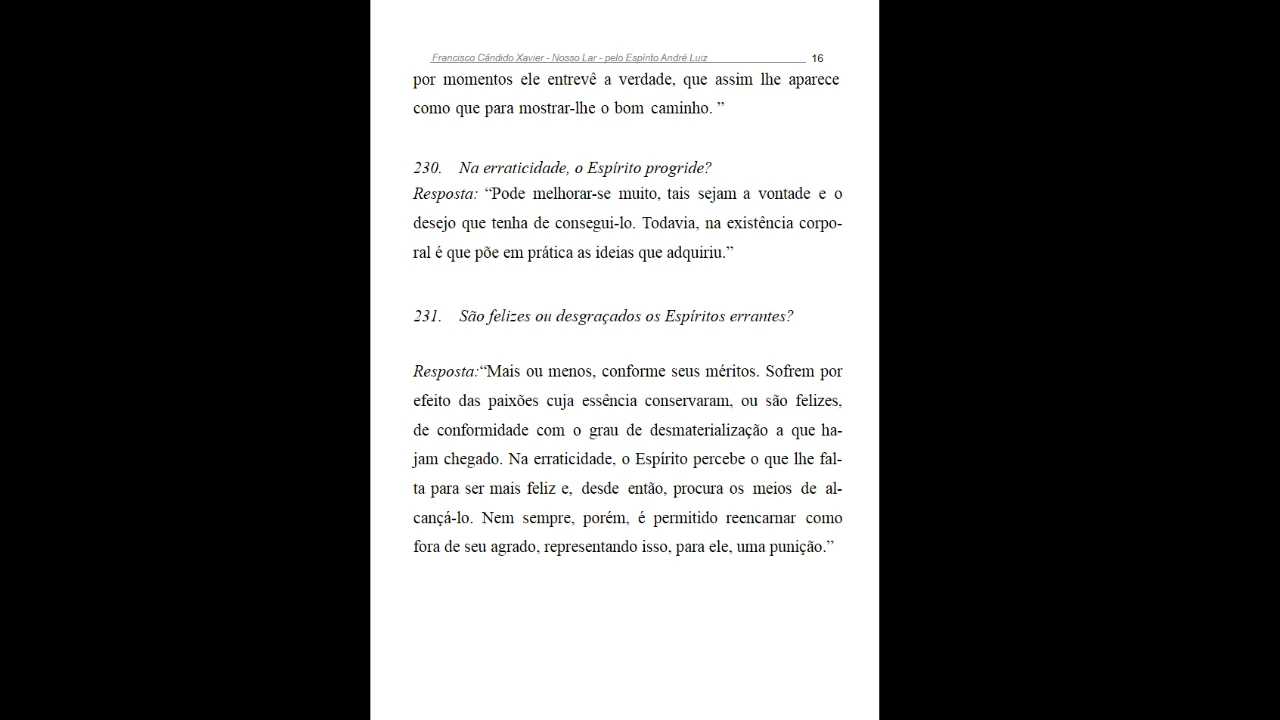 Francisco Cândido Xavier - Nosso Lar - pelo Espírito André Luiz 16
por momentos ele entrevê a verdade, que assim lhe aparece
como que para mostrar-lhe o bom caminho. ”
230. Na erraticidade, o Espírito progride?
Resposta: “Pode melhorar-se muito, tais sejam a vontade e o
desejo que tenha de consegui-lo. Todavia, na existência corpo-
ral é que põe em prática as ideias que adquiriu.”
231. São felizes ou desgraçados os Espíritos errantes?
Resposta:“Mais ou menos, conforme seus méritos. Sofrem por
efeito das paixões cuja essência conservaram, ou são felizes,
de conformidade com o grau de desmaterialização a que ha-
jam chegado. Na erraticidade, o Espírito percebe o que lhe fal-
ta para ser mais feliz e, desde então, procura os meios de al-
cançá-lo. Nem sempre, porém, é permitido reencarnar como
fora de seu agrado, representando isso, para ele, uma punição.”